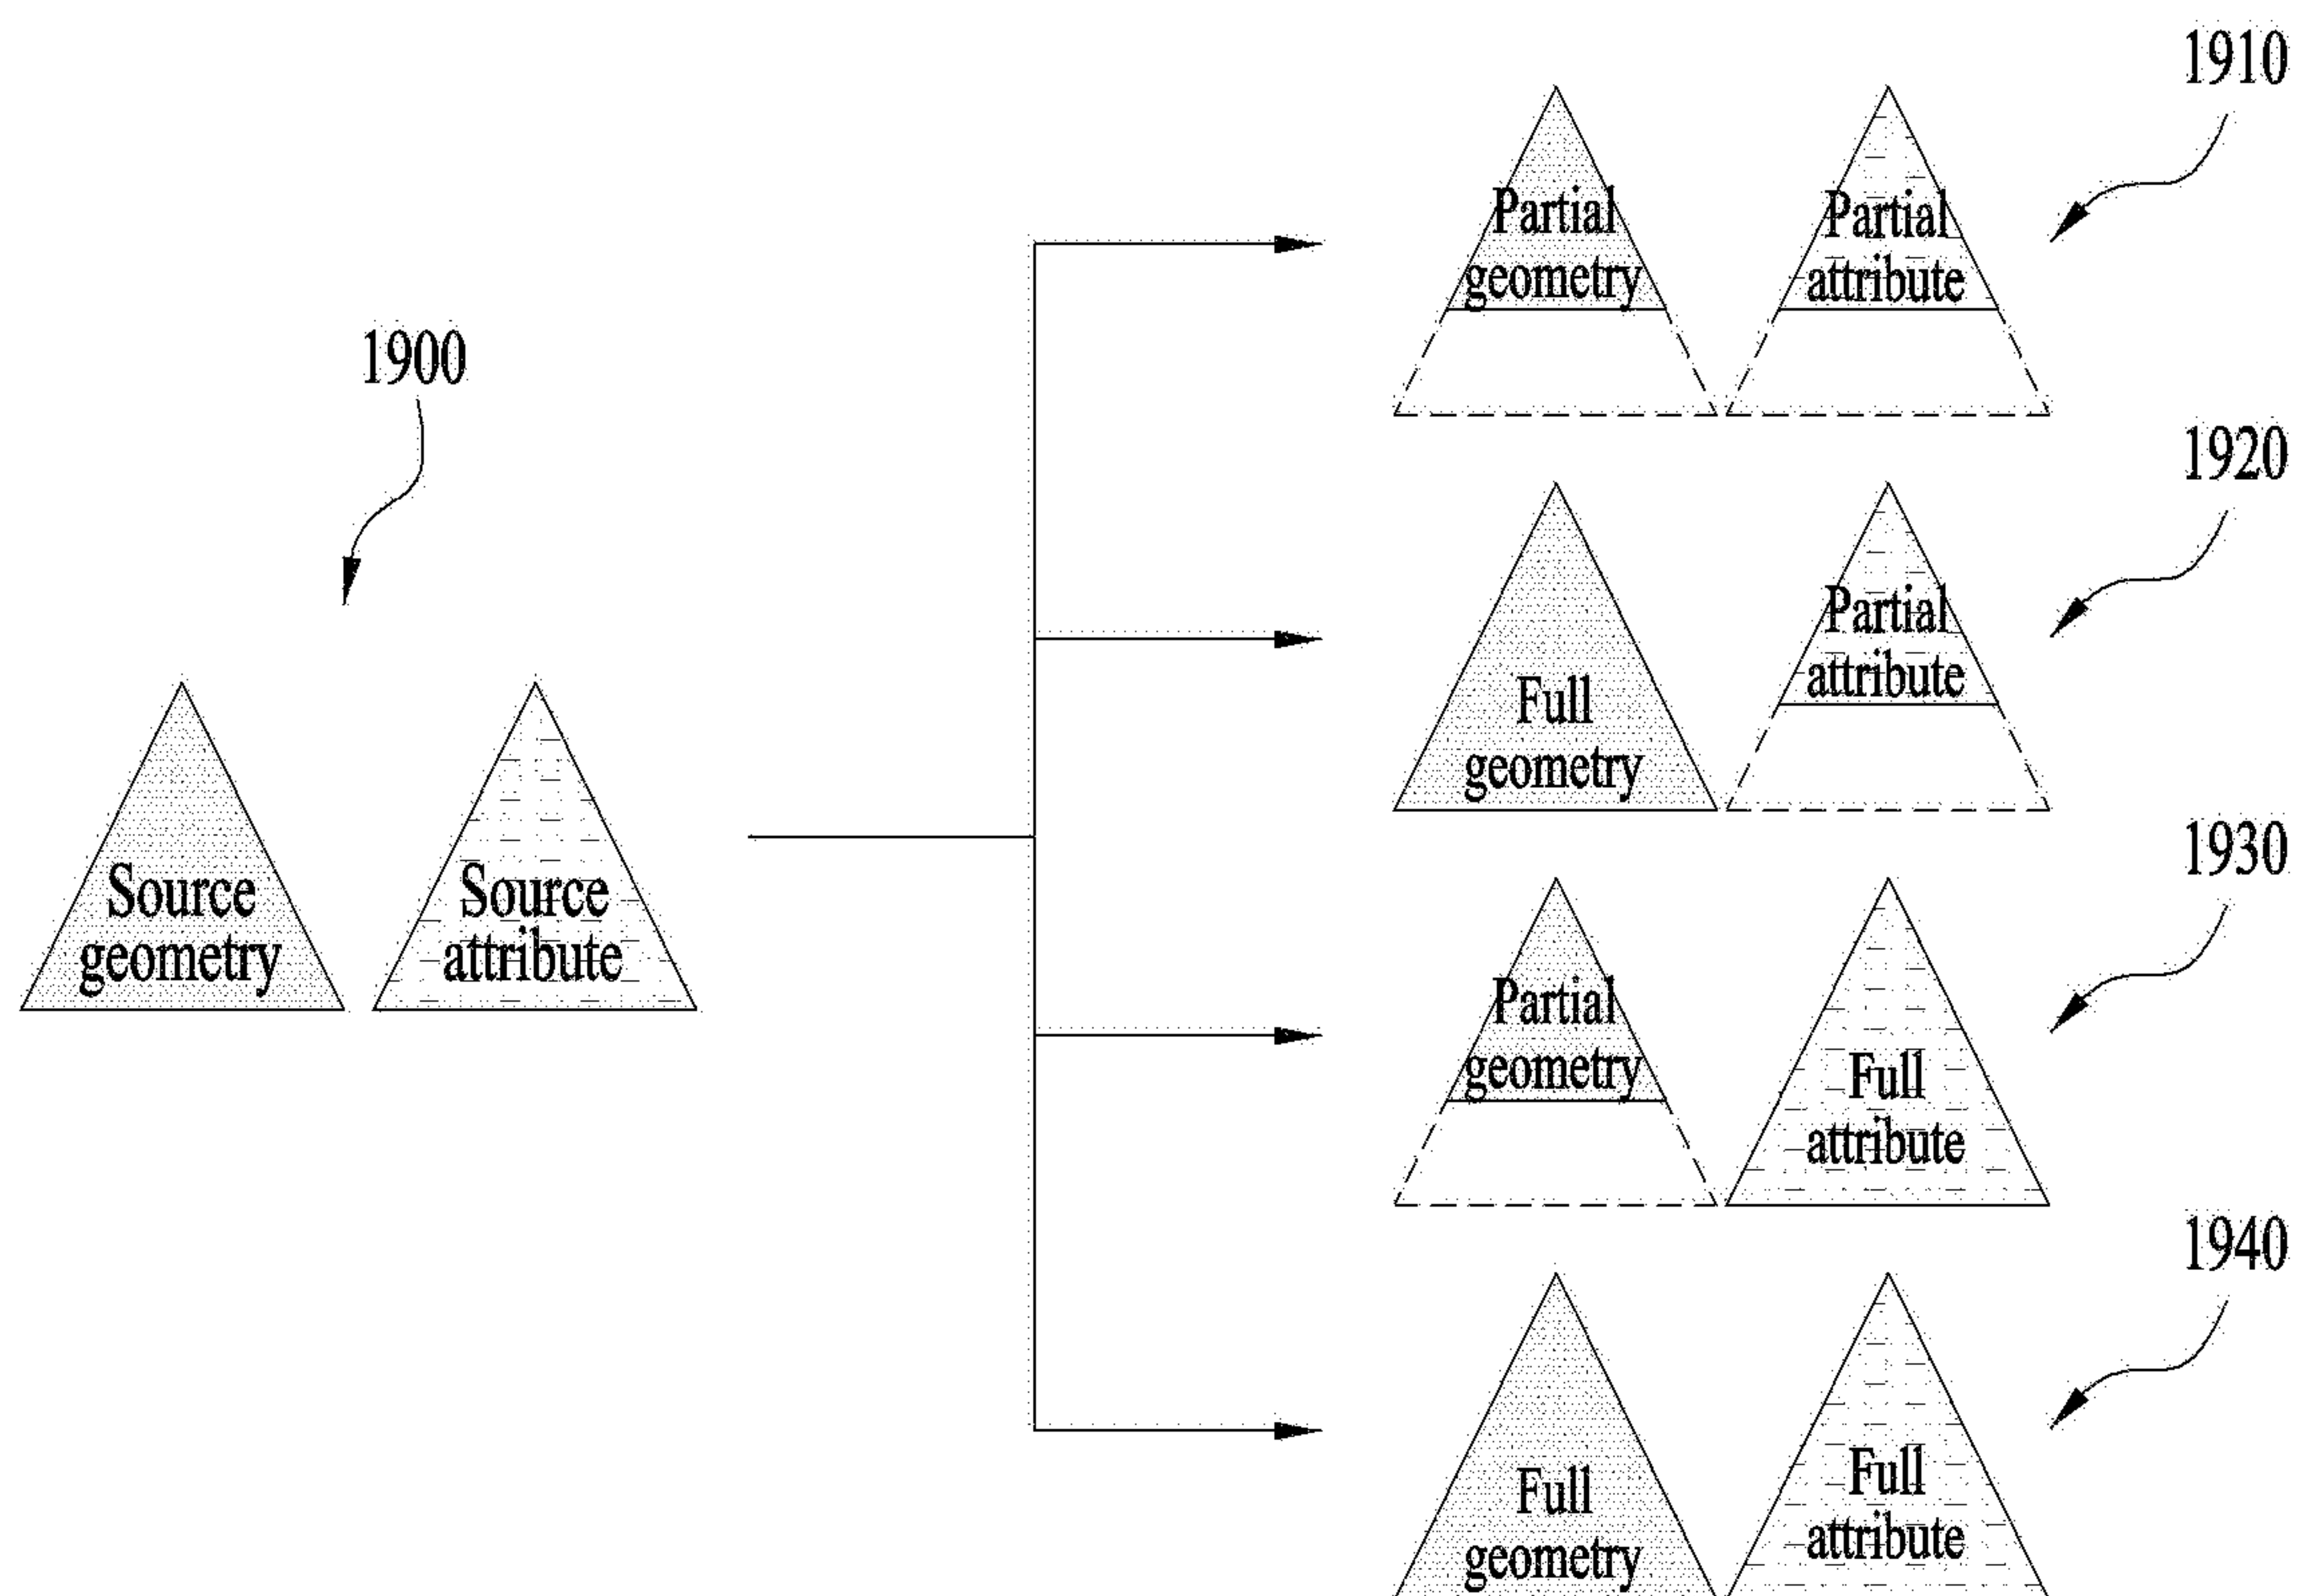 1900
Source
geometry
Source
attribute
1910
Partial
geometry
Partial
attribute
1920
Full
geometry
Partial
attribute
1930
Partial
geometry
Full
attribute
1940
Full
geometry
Full
attribute